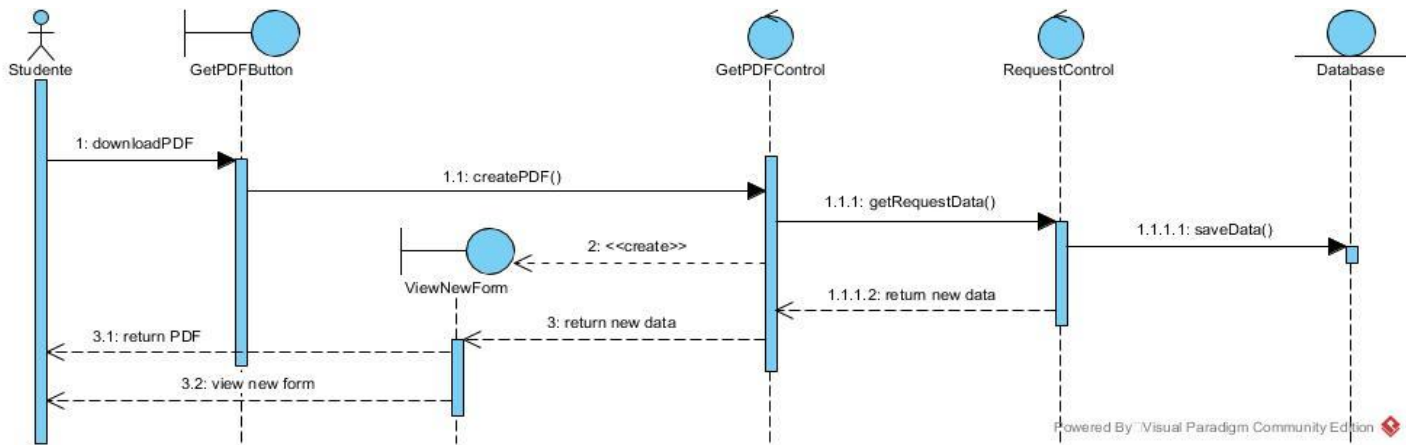 Studente
GetPDFButton
GetPDFControl
RequestControl
Database
1: downloadPDF
1.1: createPDF()
1.1.1: getRequestData()
1.1.1.1: saveData()
2: <<create>>
ViewNewForm
1.1.1.2: return new data
3: return new data
3.1: return PDF
3.2: view new form
Powered By Visual Paradigm Community Edition